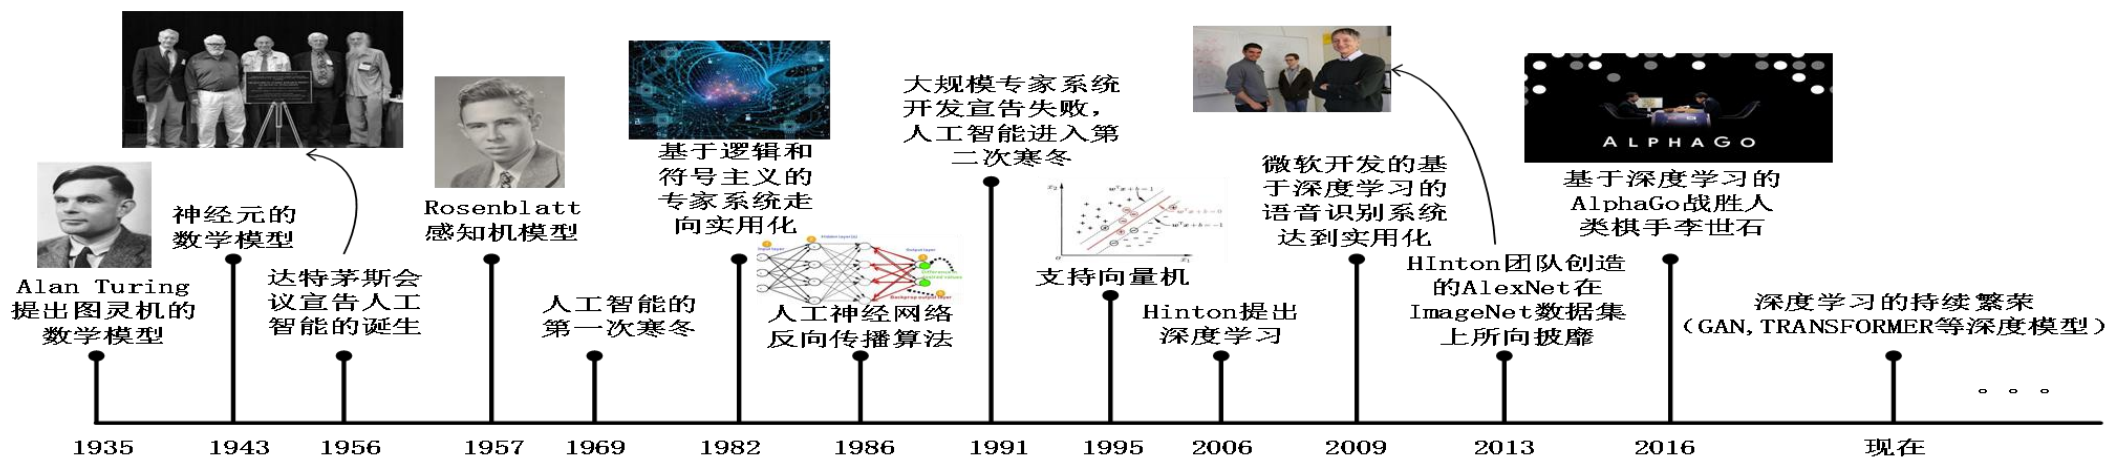 Alan Turing
提出图灵机的
数学模型
1935
神经元的
数学模型
1943
达特茅斯会
议宣告人工
智能的诞生
1956
Rosenblatt
感知机模型
1957
人工智能的
第一次寒冬
1969
基于逻辑和
符号主义的
专家系统走
向实用化
1982
Output layer
Backprop output layer
人工神经网络
反向传播算法
1986
大规模专家系统
开发宣告失败，
人工智能进入第
二次寒冬
1991
支持向量机
1995
Hinton提出
深度学习
2006
微软开发的基
于深度学习的
语音识别系统
达到实用化
2009
HInton团队创造
的AlexNet在
ImageNet数据集
上所向披靡
2013
ALPHAGO
基于深度学习的
AlphaGo战胜人
类棋手李世石
2016
深度学习的持续繁荣
（GAN,TRANSFORMER等深度模型）
现在
。。。